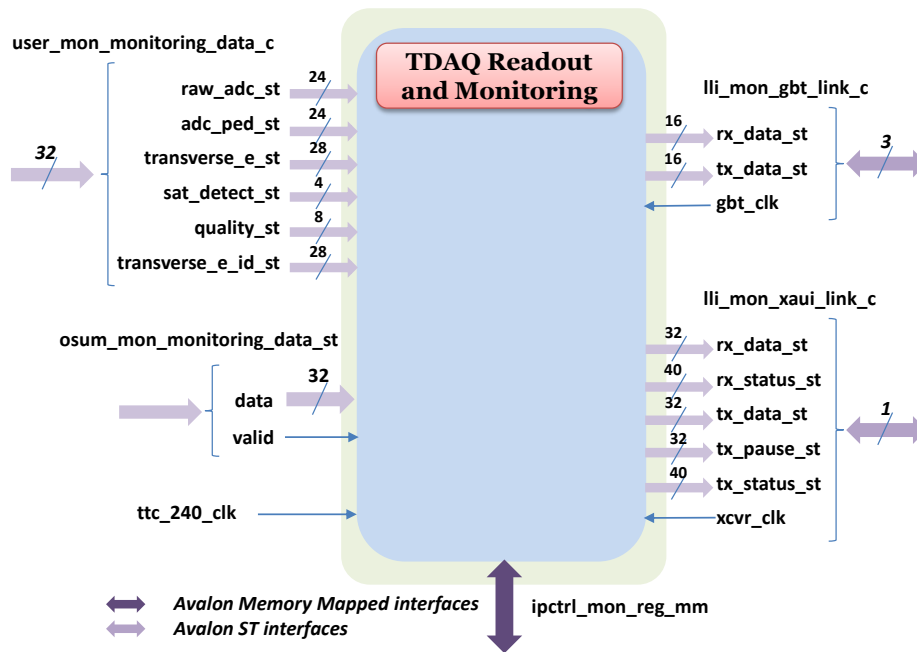 user_mon_monitoring_data_c
32
raw_adc_st
24
adc_ped_st
24
transverse_e_st
28
sat_detect_st
4
quality_st
8
transverse_e_id_st
28
osum_mon_monitoring_data_st
data
32
valid
ttc_240_clk
TDAQ Readout
and Monitoring
lli_mon_gbt_link_c
16
rx_data_st
16
tx_data_st
gbt_clk
3
lli_mon_xaui_link_c
32
rx_data_st
40
rx_status_st
32
tx_data_st
32
tx_pause_st
40
tx_status_st
xcvr_clk
1
ipctrl_mon_reg_mm
Avalon Memory Mapped interfaces
Avalon ST interfaces